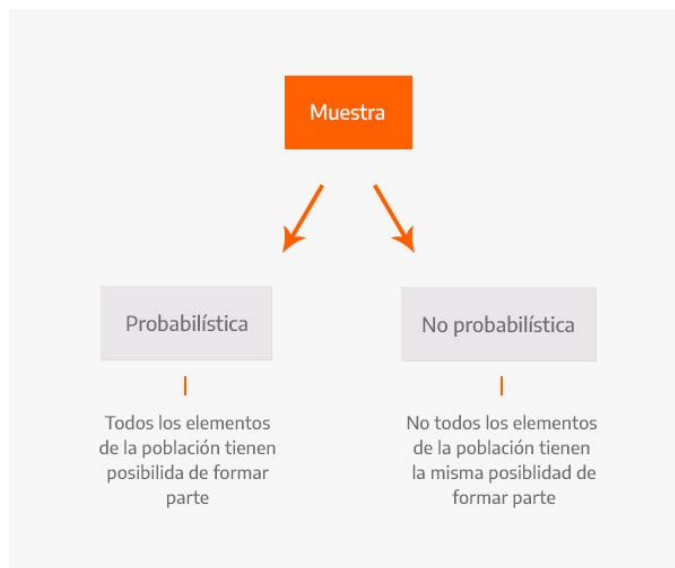 Muestra
Probabilística
Todos los elementos
de la población tienen
posibilida de formar
parte
No probabilística
No todos los elementos
de la población tienen
la misma posiblidad de
formar parte